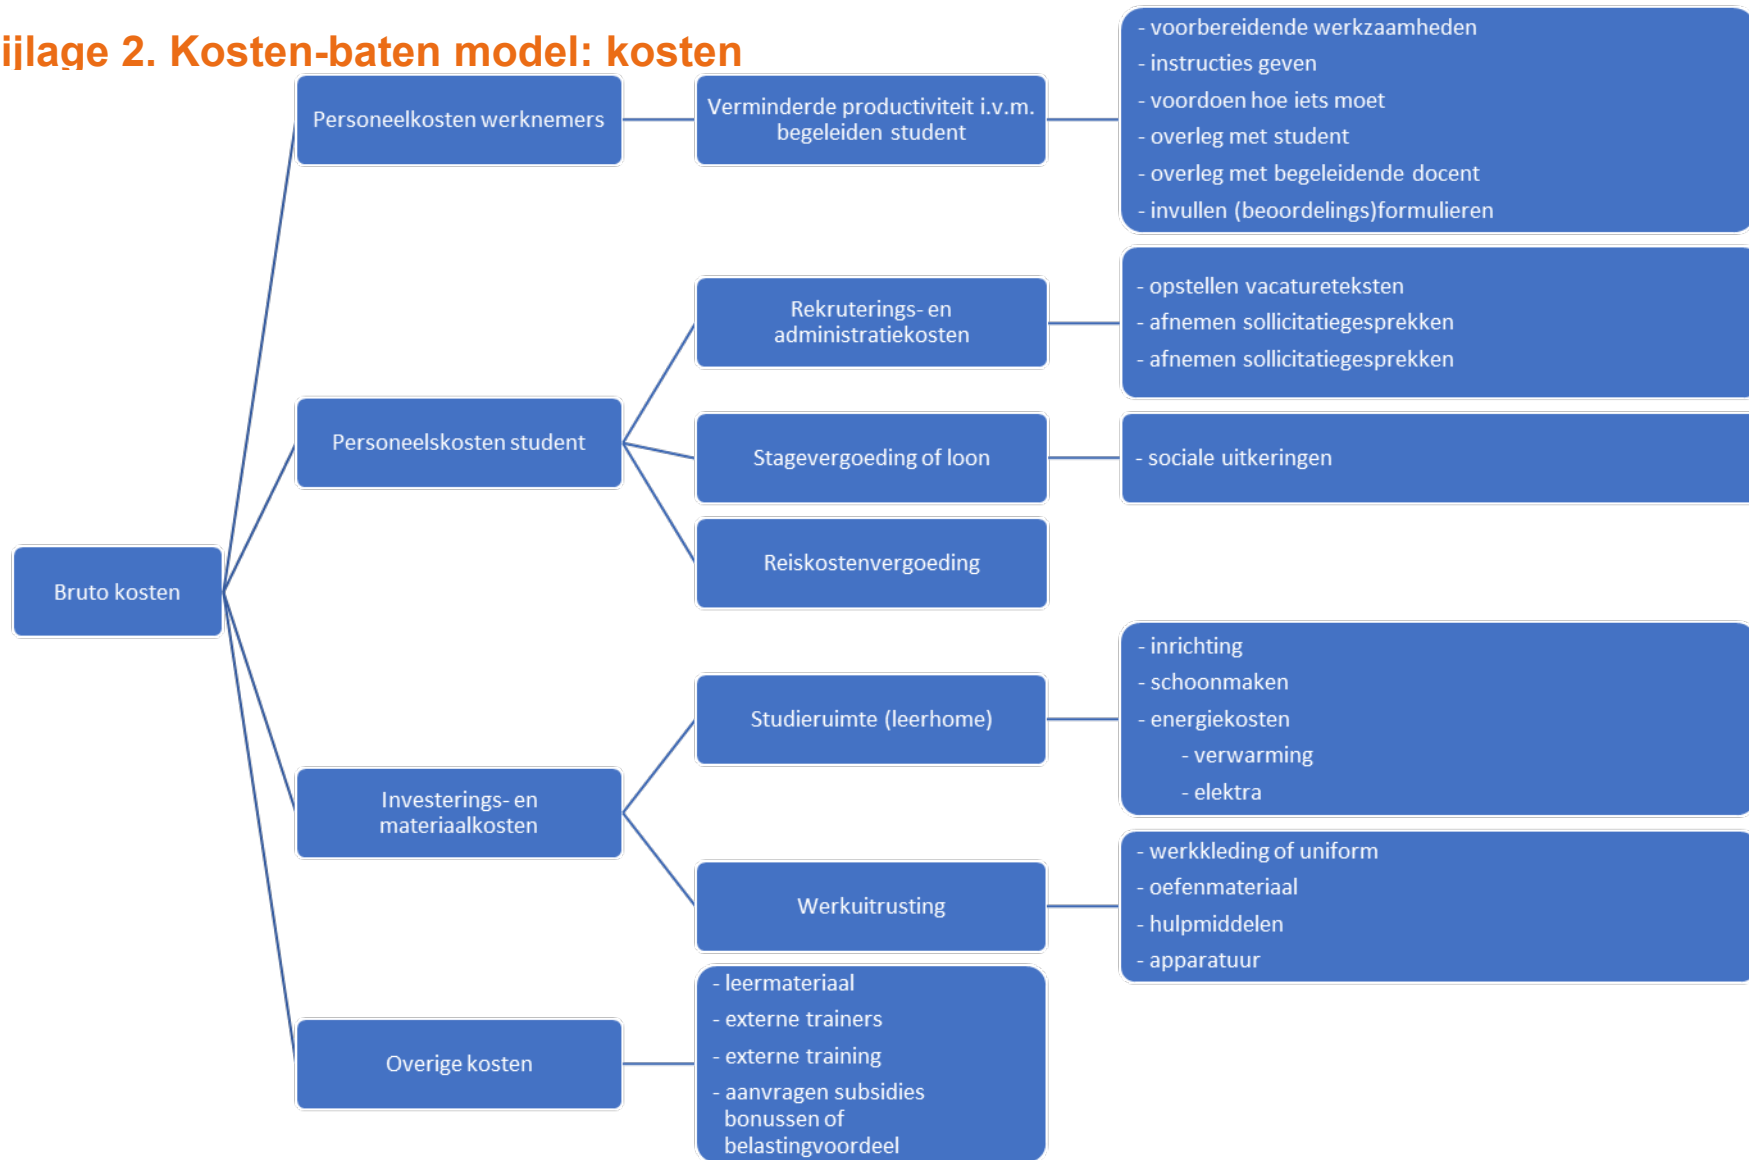 ijlage 2. Kosten-baten model: kosten
Bruto kosten
Personeelkosten werknemers
Verminderde productiviteit i.v.m.
begeleiden student
- voorbereidende werkzaamheden
- instructies geven
- voordoen hoe iets moet
- overleg met student
- overleg met begeleidende docent
- invullen (beoordelings)formulieren
Personeelskosten student
Rekruterings- en
administratiekosten
- opstellen vacatureteksten
- afnemen sollicitatiegesprekken
- afnemen sollicitatiegesprekken
Stagevergoeding of loon
- sociale uitkeringen
Reiskostenvergoeding
Investerings- en
materiaalkosten
Studieruimte (leerhome)
- inrichting
- schoonmaken
- energiekosten
- verwarming
- elektra
Werkuitrusting
- werkkleding of uniform
- oefenmateriaal
- hulpmiddelen
- apparatuur
Overige kosten
- leermateriaal
- externe trainers
- externe training
- aanvragen subsidies
bonussen of
belastingvoordeel